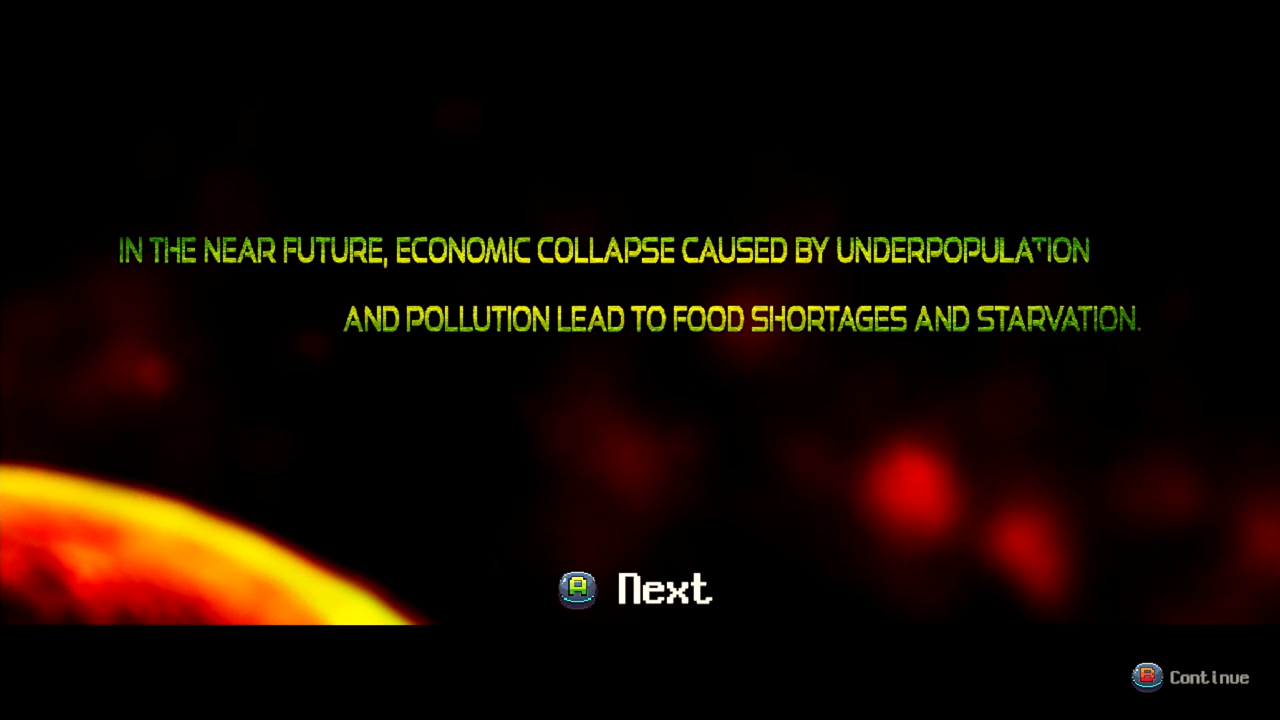 IN THE NEAR FUTURE, ECONOMIC COLLAPSE CAUSED BY UNDERPOPULATION
AND POLLUTION LEAD TO FOOD SHORTAGES AND STARVATION.
A Next
B Continue